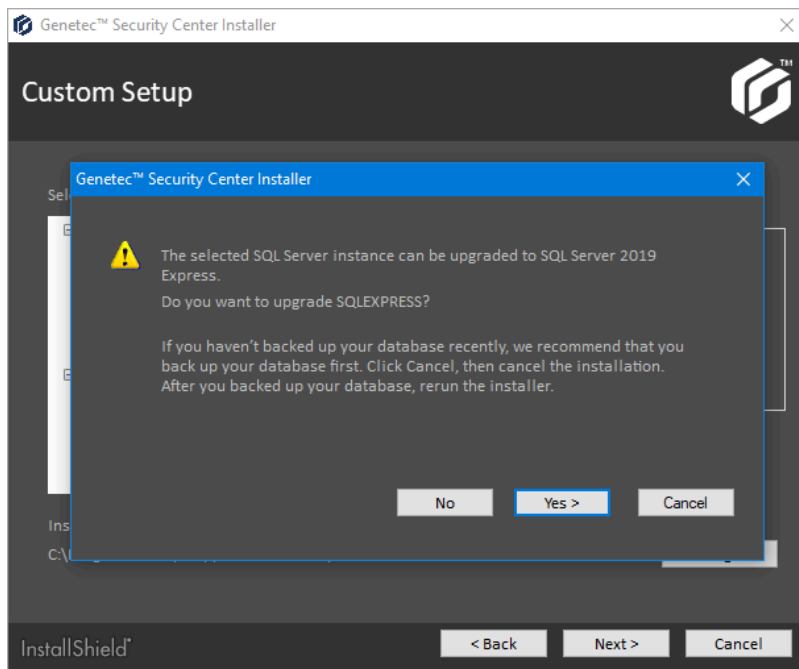 Genetec™ Security Center Installer
Custom Setup
TM
Genetec™ Security Center Installer
The selected SQL Server instance can be upgraded to SQL Server 2019
Express.
Do you want to upgrade SQLEXPRESS?
If you haven't backed up your database recently, we recommend that you
back up your database first. Click Cancel, then cancel the installation.
After you backed up your database, rerun the installer.
No
Yes >
Cancel
C:\
InstallShield
< Back
Next >
Cancel